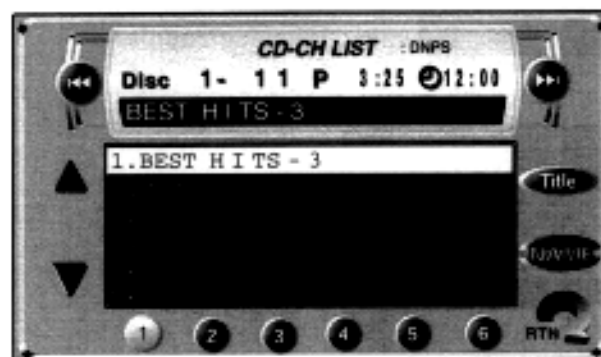 CD-CH LIST : DNPS
Disc 1- 11 P 3:25 12:00
BEST HITS-3
1.BEST HITS-3
Title
1 2 3 4 5 6 RTN